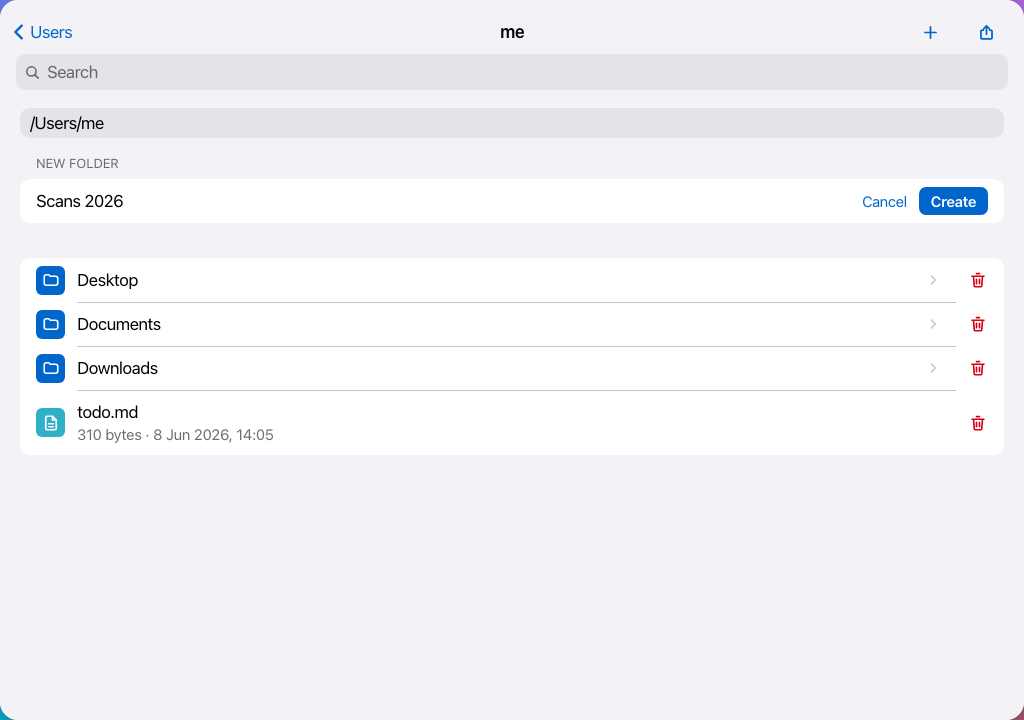 Users
me
Search
/Users/me
NEW FOLDER
Scans 2026
Cancel
Create
Desktop
Documents
Downloads
todo.md
310 bytes · 8 Jun 2026, 14:05